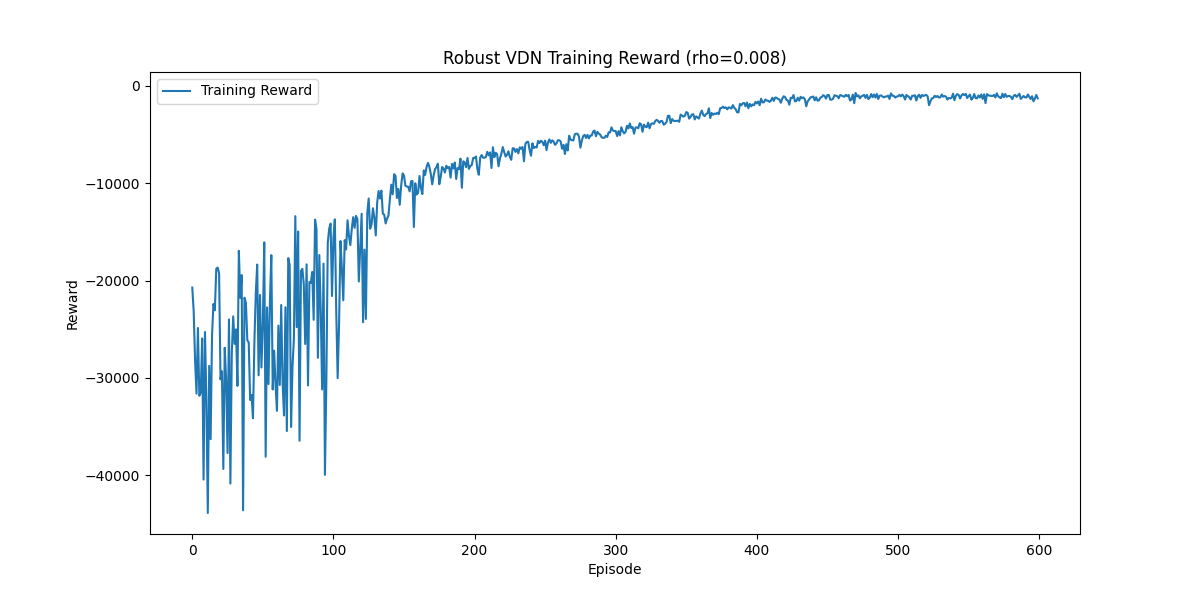 Robust VDN Training Reward (rho=0.008)
Training Reward
0
−10000
−20000
−30000
−40000
Reward
0 100 200 300 400 500 600
Episode